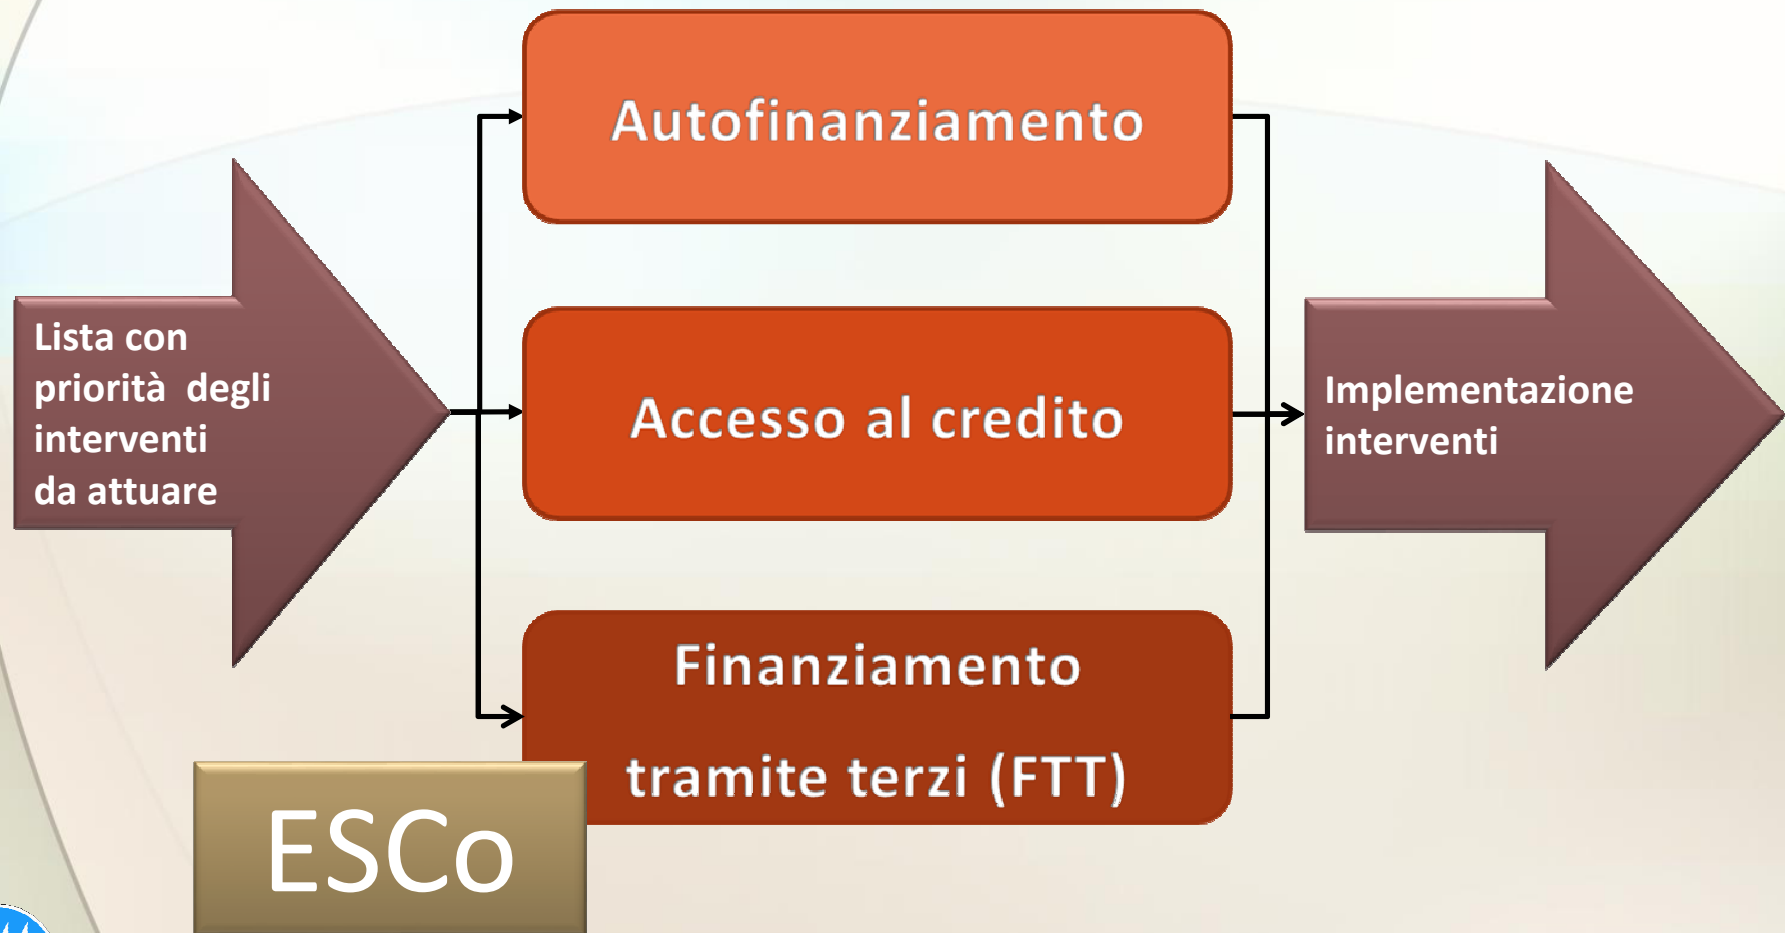 Autofinanziamento
Lista con
priorità degli
interventi
da attuare
Accesso al credito
Implementazione
interventi
Finanziamento
tramite terzi (FTT)
ESCo